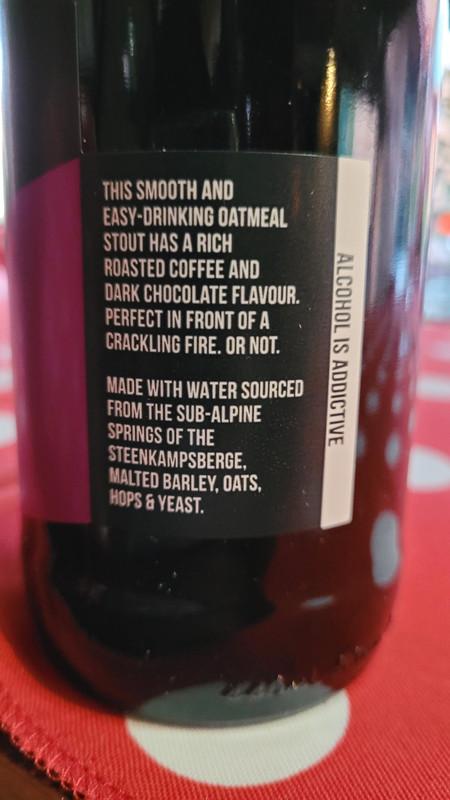 THIS SMOOTH AND
EASY-DRINKING OATMEAL
STOUT HAS A RICH
ROASTED COFFEE AND
DARK CHOCOLATE FLAVOUR.
PERFECT IN FRONT OF A
CRACKLING FIRE. OR NOT.
MADE WITH WATER SOURCED
FROM THE SUB-ALPINE
SPRINGS OF THE
STEENKAMPSBERGE,
MALTED BARLEY, OATS,
HOPS & YEAST.
ALCOHOL IS ADDICTIVE